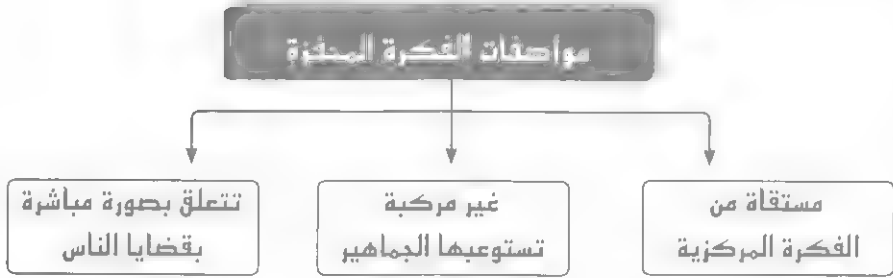 مواصفات الفكرة المحفزة
مستقاة من
الفكرة المركزية
غير مركبة
تستوعبها الجماهير
تتعلق بصورة مباشرة
بقضايا الناس